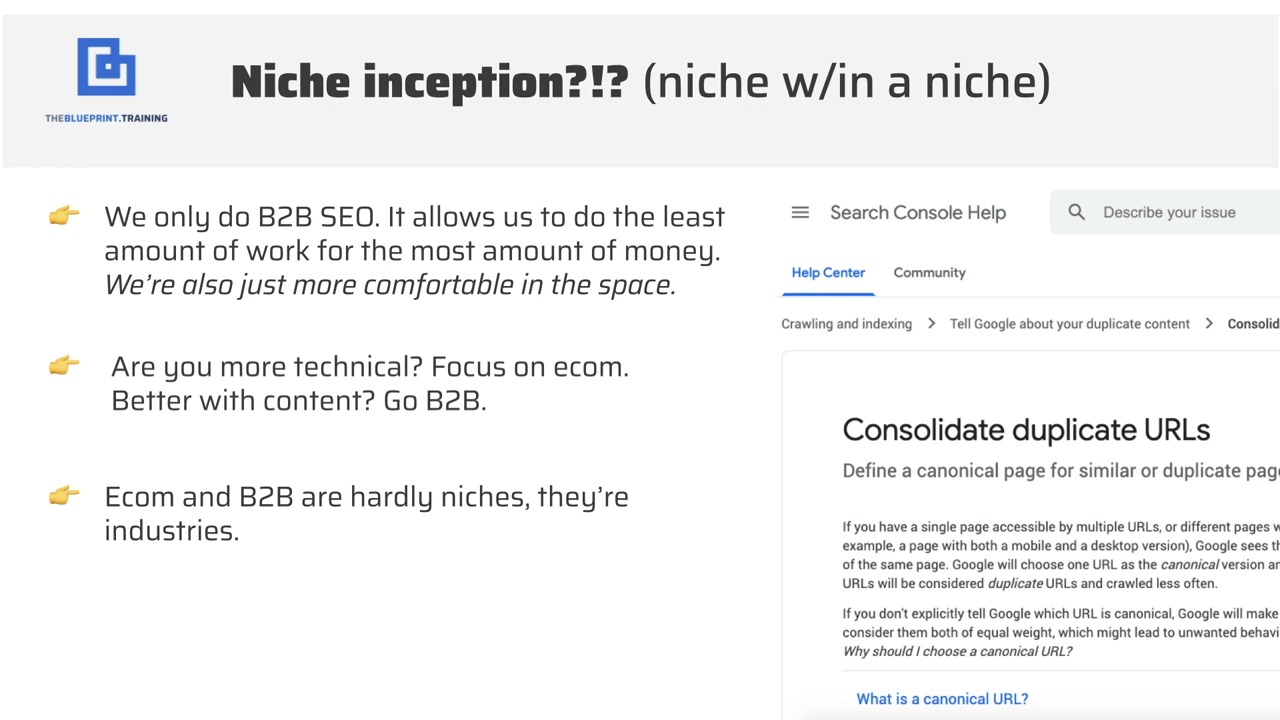 Niche inception?!? (niche w/in a niche)
THEBLUEPRINT.TRAINING
We only do B2B SEO. It allows us to do the least
amount of work for the most amount of money.
We're also just more comfortable in the space.
Are you more technical? Focus on ecom.
Better with content? Go B2B.
Ecom and B2B are hardly niches, they're
industries.
Search Console Help
Describe your issue
Help Center Community
Crawling and indexing > Tell Google about your duplicate content >
Consolidate duplicate URLs
Define a canonical page for similar or duplicate
If you have a single page accessible by multiple URLs, or different pages
example, a page with both a mobile and a desktop version), Google sees
of the same page. Google will choose one URL as the canonical version
URLs will be considered duplicate URLs and crawled less often.
If you don't explicitly tell Google which URL is canonical, Google will make
consider them both of equal weight, which might lead to unwanted
Why should I choose a canonical URL?
What is a canonical URL?